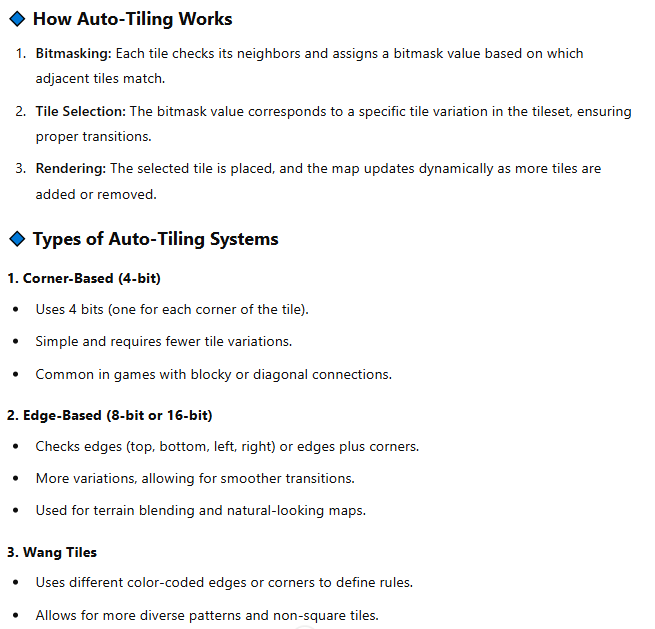 How Auto-Tiling Works
1. Bitmasking: Each tile checks its neighbors and assigns a bitmask value based on which
adjacent tiles match.
2. Tile Selection: The bitmask value corresponds to a specific tile variation in the tileset, ensuring
proper transitions.
3. Rendering: The selected tile is placed, and the map updates dynamically as more tiles are
added or removed.
Types of Auto-Tiling Systems
1. Corner-Based (4-bit)
• Uses 4 bits (one for each corner of the tile).
• Simple and requires fewer tile variations.
• Common in games with blocky or diagonal connections.
2. Edge-Based (8-bit or 16-bit)
• Checks edges (top, bottom, left, right) or edges plus corners.
• More variations, allowing for smoother transitions.
• Used for terrain blending and natural-looking maps.
3. Wang Tiles
• Uses different color-coded edges or corners to define rules.
• Allows for more diverse patterns and non-square tiles.